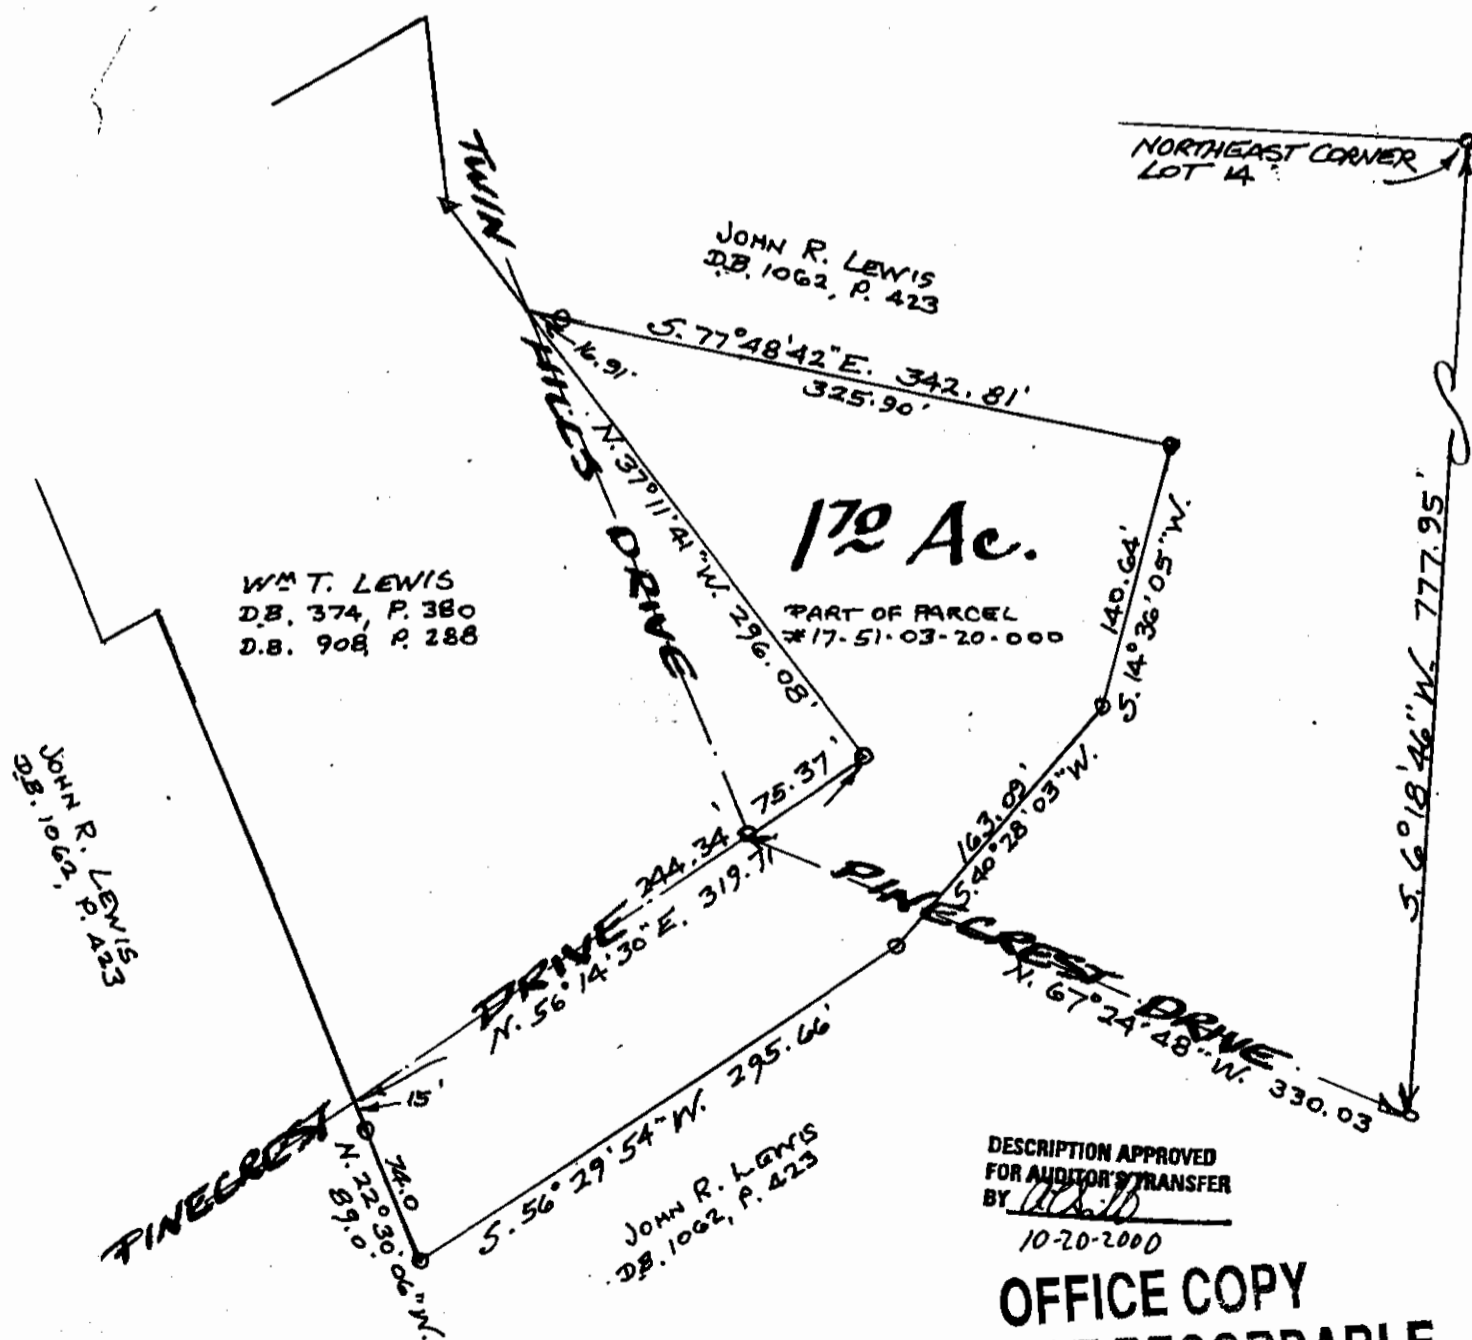 TWIN HILLS DRIVE
NORTHEAST CORNER
LOT 14
JOHN R. LEWIS
D.B. 1062, P. 423
S. 77°48'42"E. 342.81'
325.90'
16.91'
N. 37°11'41"W. 296.08'
1 70 Ac.
PART OF PARCEL
#17-51-03-20-000
140.64'
S. 14°36'05"W.
S. 6°18'46"W. 777.95'
WM T. LEWIS
D.B. 374, P. 380
D.B. 908, P. 288
JOHN R. LEWIS
D.B. 1062, P. 423
75.37'
244.34'
N. 56°14'30"E. 319.71'
163.09'
S. 40°28'03"W.
PINECREST DRIVE
N. 67°24'48"W. 330.03
PINECREST DRIVE
15'
74.0
N. 22°30'06"W.
89.0'
S. 56°29'54"W. 295.66'
JOHN R. LEWIS
D.B. 1062, P. 423
DESCRIPTION APPROVED
FOR AUDITOR'S TRANSFER
BY
10-20-2000
OFFICE COPY
RECORDABLE